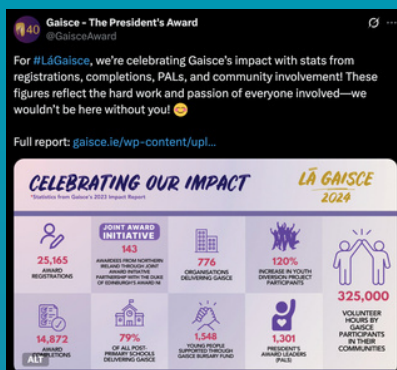 40
Gaisce - The President's Award
@GaisceAward
For #LáGaisce, we're celebrating Gaisce's impact with stats from
registrations, completions, PALs, and community involvement! These
figures reflect the hard work and passion of everyone involved—we
wouldn't be here without you! 😊
Full report: gaisce.ie/wp-content/upl...
CELEBRATING OUR IMPACT
*Statistics from Gaisce's 2023 Impact Report
LÁ GAISCE
2024
25,165
AWARD
REGISTRATIONS
JOINT AWARD
INITIATIVE
143
AWARDEES FROM NORTHERN
IRELAND THROUGH JOINT
AWARD INITIATIVE
PARTNERSHIP WITH THE DUKE
OF EDINBURGH'S AWARD NI
776
ORGANISATIONS
DELIVERING GAISCE
120%
INCREASE IN YOUTH
DIVERSION PROJECT
PARTICIPANTS
325,000
VOLUNTEER
HOURS BY
GAISCE
PARTICIPANTS
IN THEIR
COMMUNITIES
14,872
AWARD
COMPLETIONS
79%
OF ALL POST-
PRIMARY SCHOOLS
DELIVERING GAISCE
1,548
YOUNG PEOPLE
SUPPORTED THROUGH
GAISCE BURSARY FUND
1,301
PRESIDENT'S
AWARD LEADERS
(PALS)
ALT